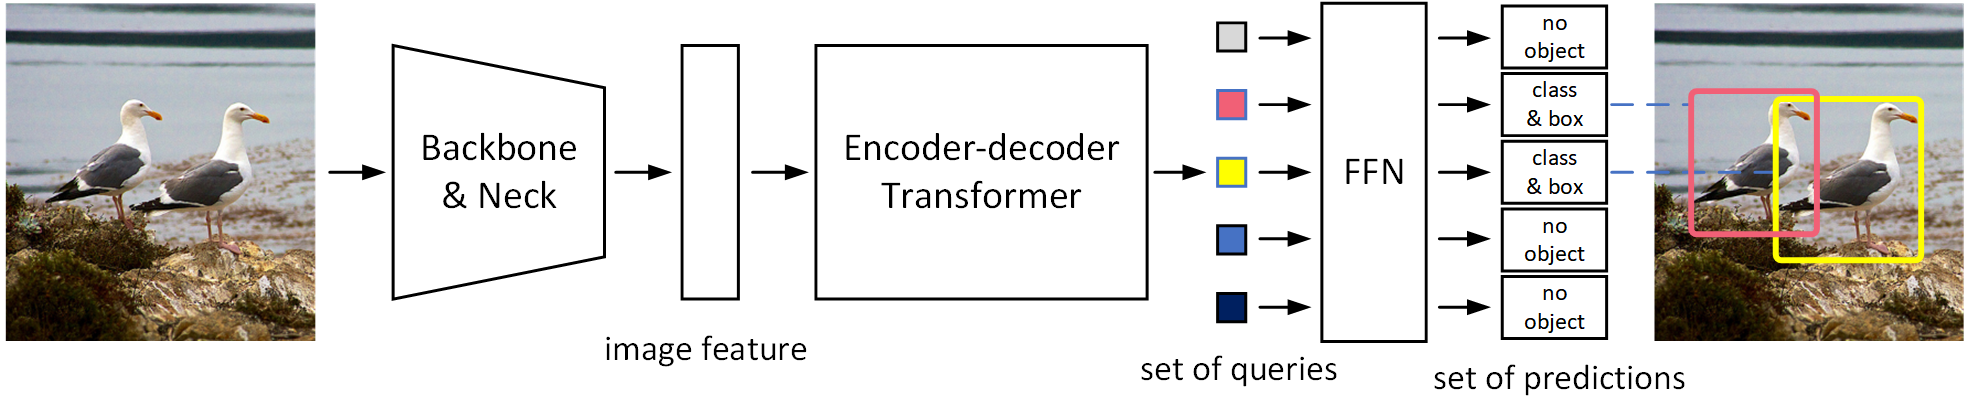 Backbone
& Neck
image feature
Encoder-decoder
Transformer
set of queries
FFN
no
object
class
& box
class
& box
no
object
no
object
set of predictions